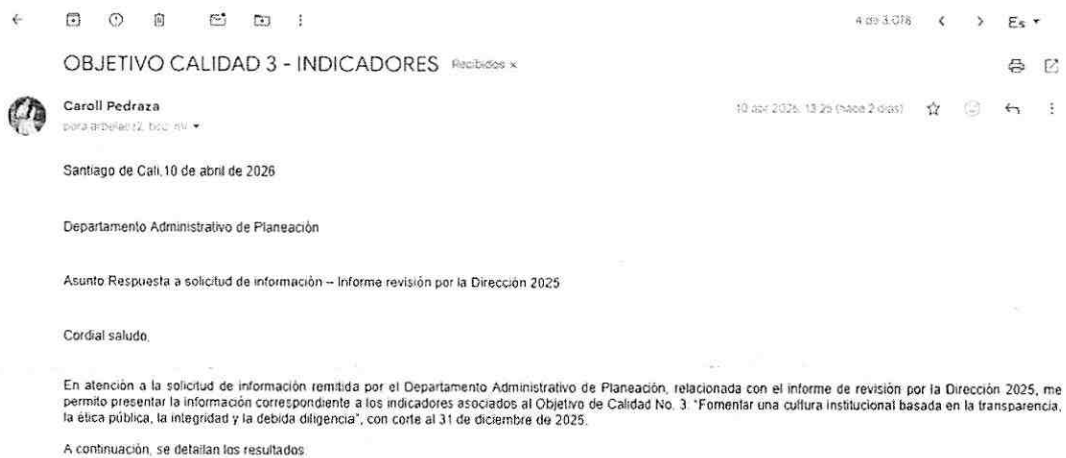 4 de 3.078
Es
OBJETIVO CALIDAD 3 - INDICADORES Recibidos x
Caroll Pedraza
10 abr 2026, 13:26 (hace 2 días)
para
Santiago de Cali, 10 de abril de 2026
Departamento Administrativo de Planeación
Asunto Respuesta a solicitud de información – Informe revisión por la Dirección 2025
Cordial saludo,
En atención a la solicitud de información remitida por el Departamento Administrativo de Planeación, relacionada con el informe de revisión por la Dirección 2025, me
permito presentar la información correspondiente a los indicadores asociados al Objetivo de Calidad No. 3. "Fomentar una cultura institucional basada en la transparencia,
la ética pública, la integridad y la debida diligencia", con corte al 31 de diciembre de 2025.
A continuación, se detallan los resultados